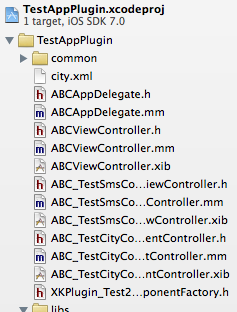 TestAppPlugin.xcodeproj
1 target, iOS SDK 7.0
TestAppPlugin
common
city.xml
ABCAppDelegate.h
ABCAppDelegate.mm
ABCViewController.h
ABCViewController.mm
ABCViewController.xib
ABC_TestSmsCo...iewController.h
ABC_TestSmsCo...Controller.mm
ABC_TestSmsCo...wController.xib
ABC_TestCityCo...entController.h
ABC_TestCityCo...tController.mm
ABC_TestCityCo...ntController.xib
XKPlugin_Test2...ponentFactory.h
libs